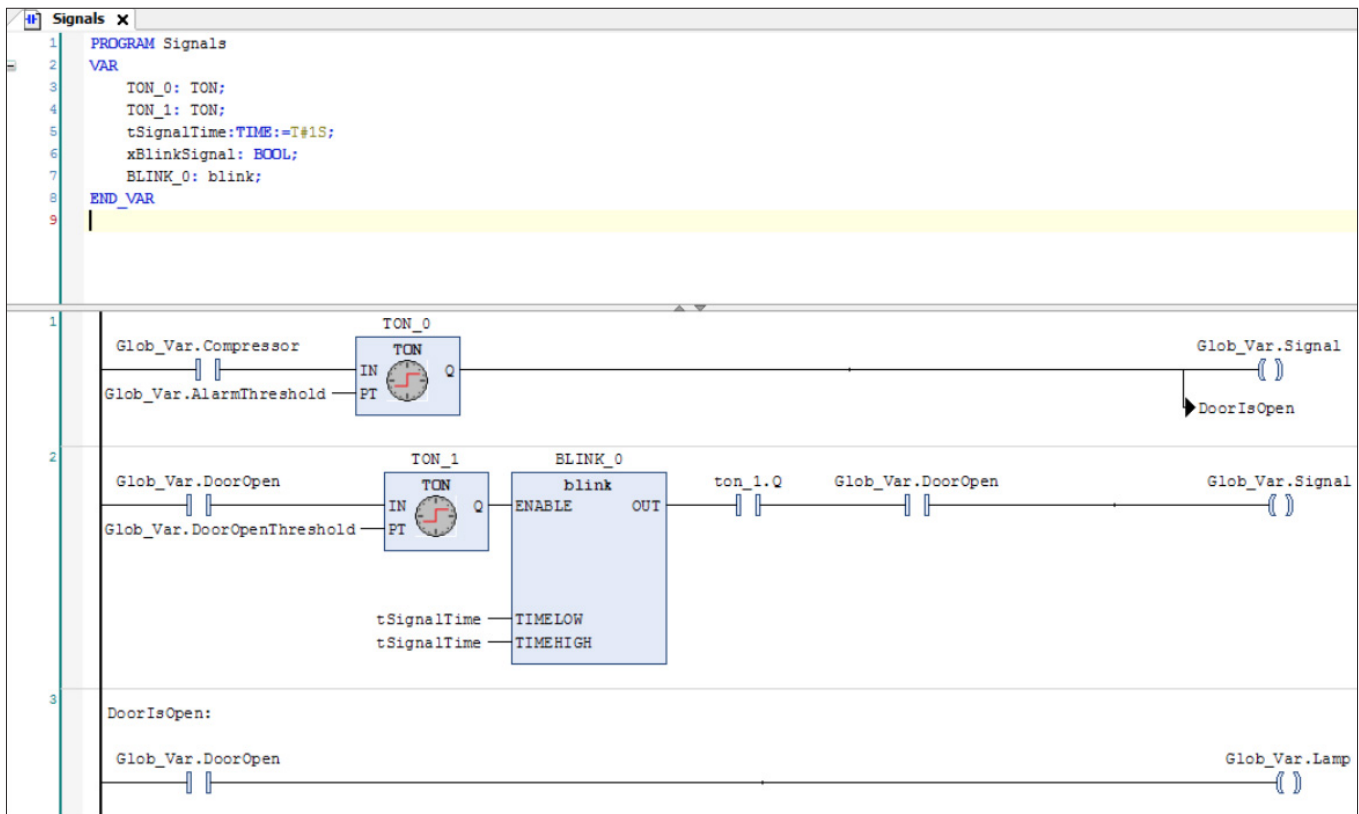 Signals x
1 PROGRAM Signals
2 VAR
3 TON_0: TON;
4 TON_1: TON;
5 tSignalTime:TIME:=T#1S;
6 xBlinkSignal: BOOL;
7 BLINK_0: blink;
8 END_VAR
9
1 TON_0
Glob_Var.Compressor TON Glob_Var.Signal
IN Q
Glob_Var.AlarmThreshold PT DoorIsOpen
2 TON_1 BLINK_0
Glob_Var.DoorOpen TON blink ton_1.Q Glob_Var.DoorOpen Glob_Var.Signal
IN Q ENABLE OUT
Glob_Var.DoorOpenThreshold PT
tSignalTime TIMELOW
tSignalTime TIMEHIGH
3
DoorIsOpen:
Glob_Var.DoorOpen Glob_Var.Lamp